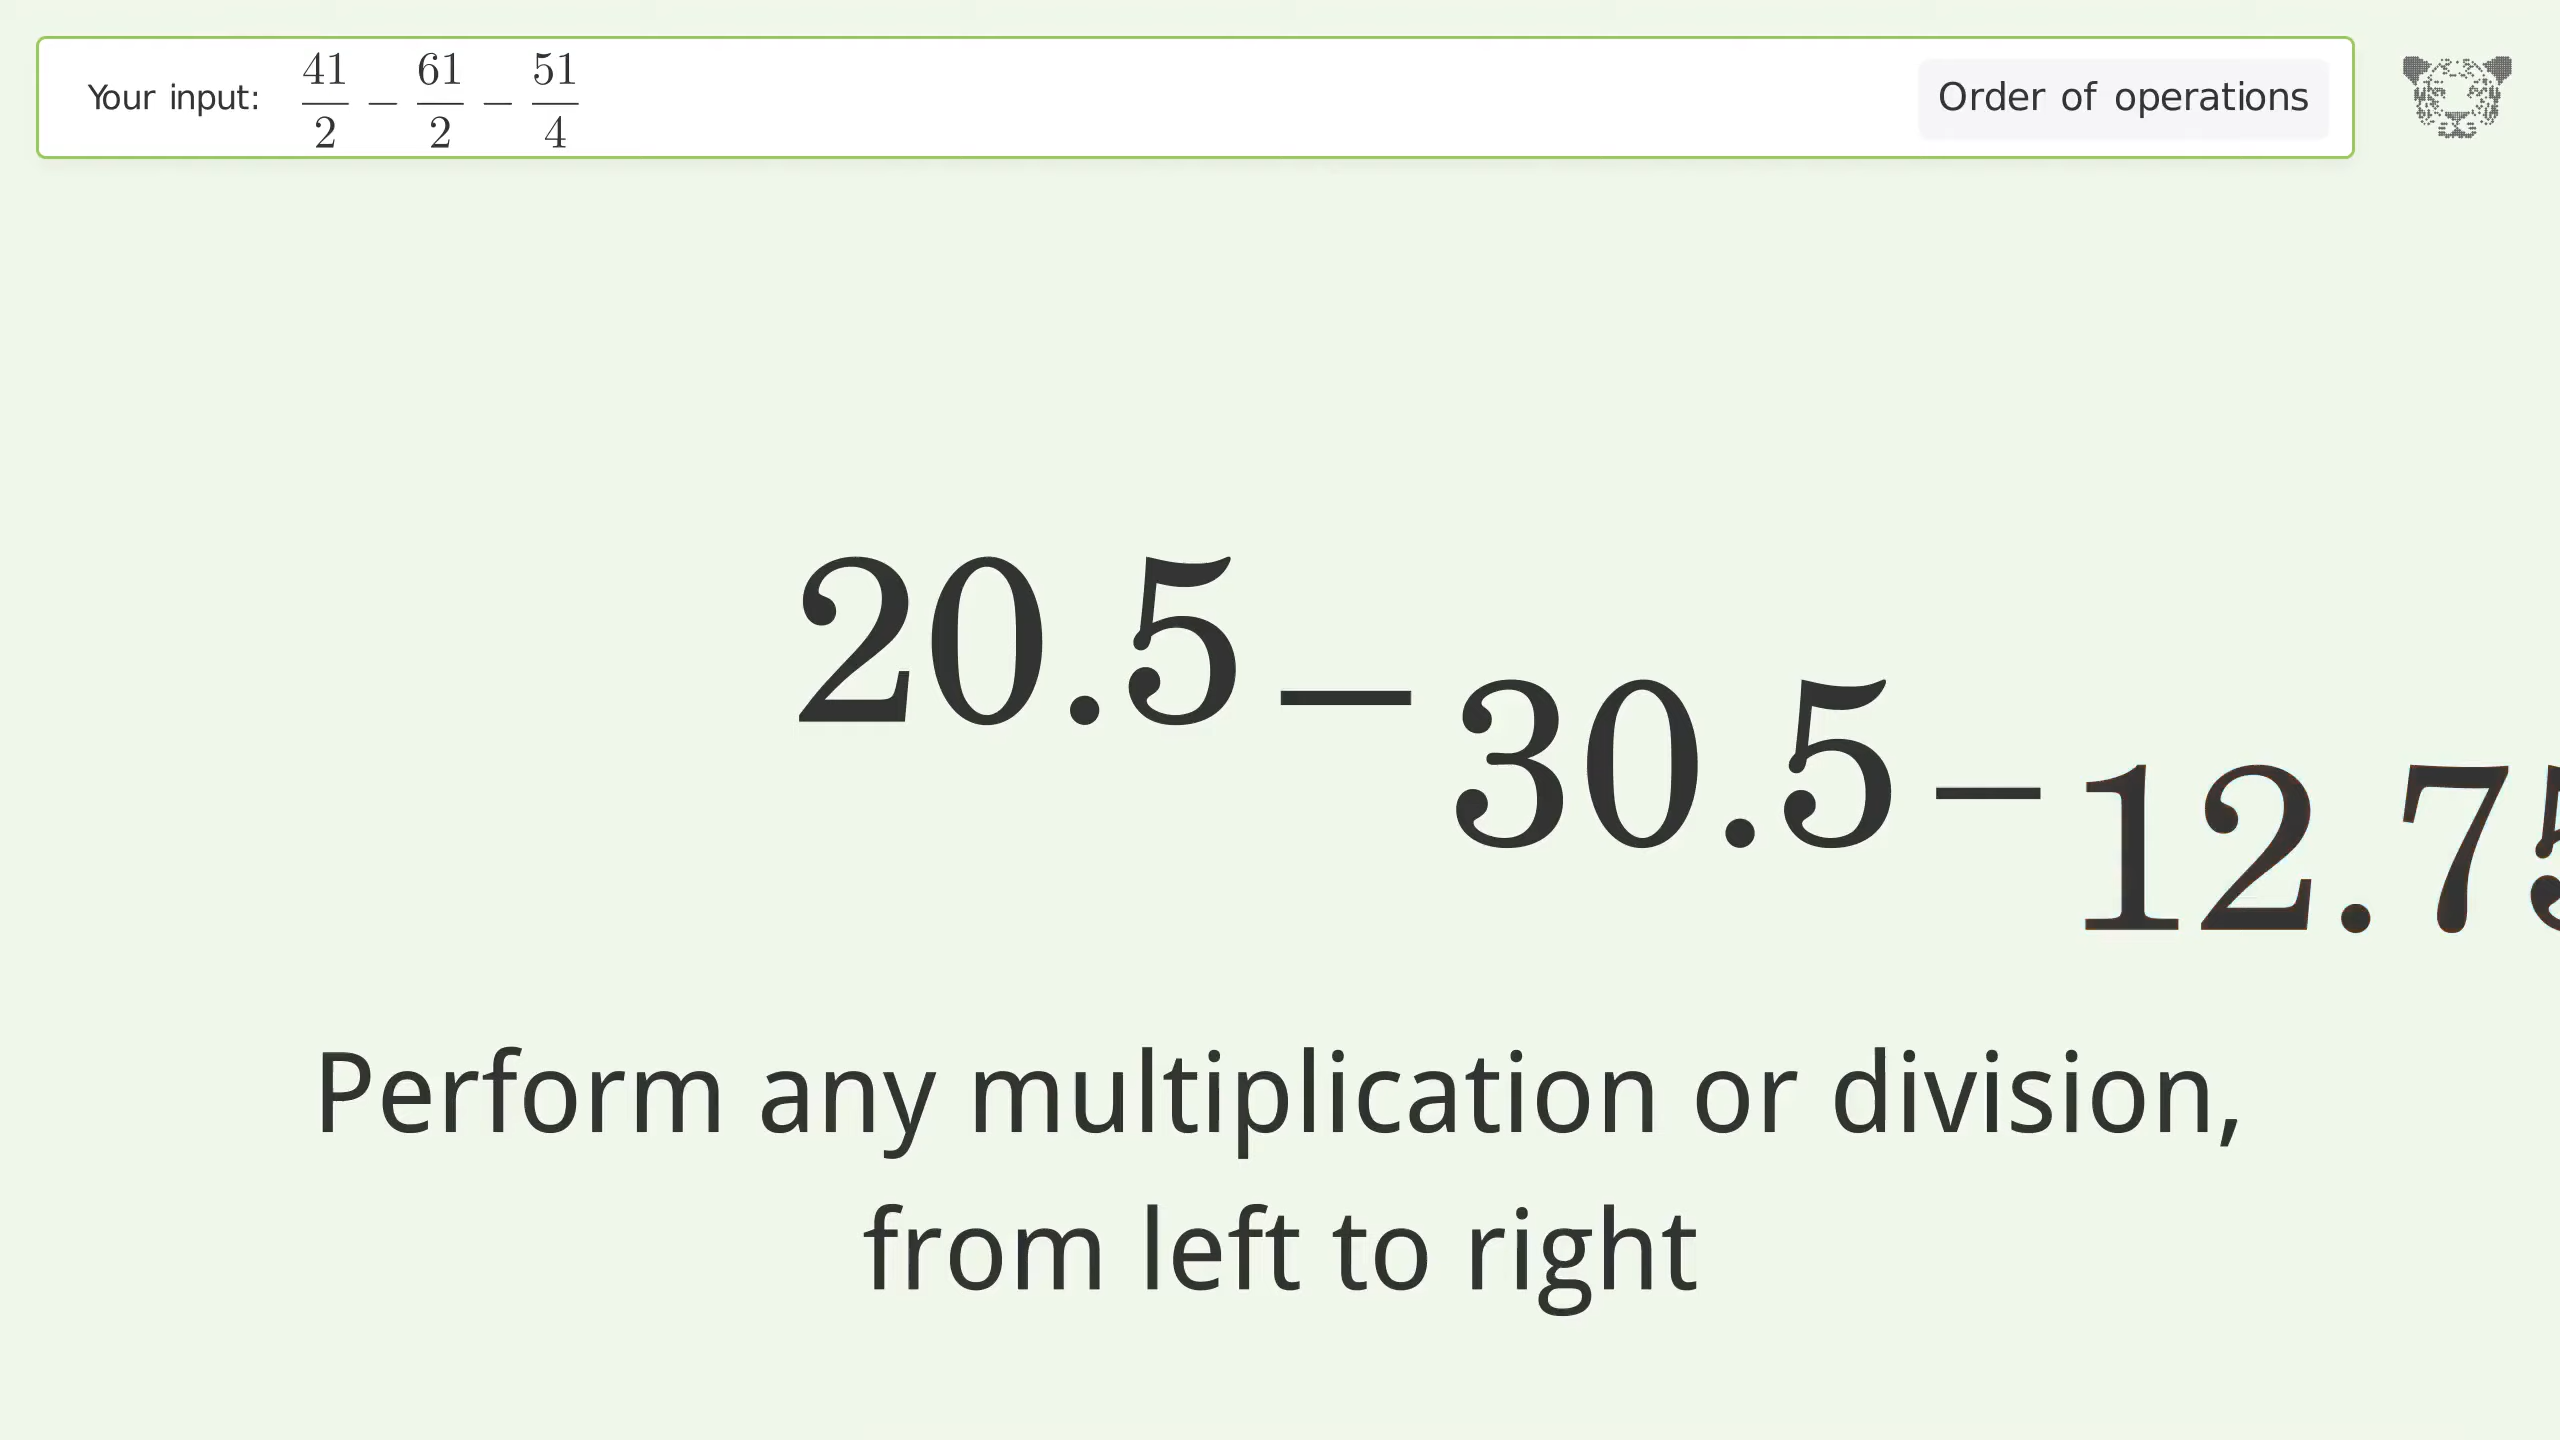 Your input: 41/2 − 61/2 − 51/4
Order of operations
20.5 − 30.5 − 12.75
Perform any multiplication or division,
from left to right